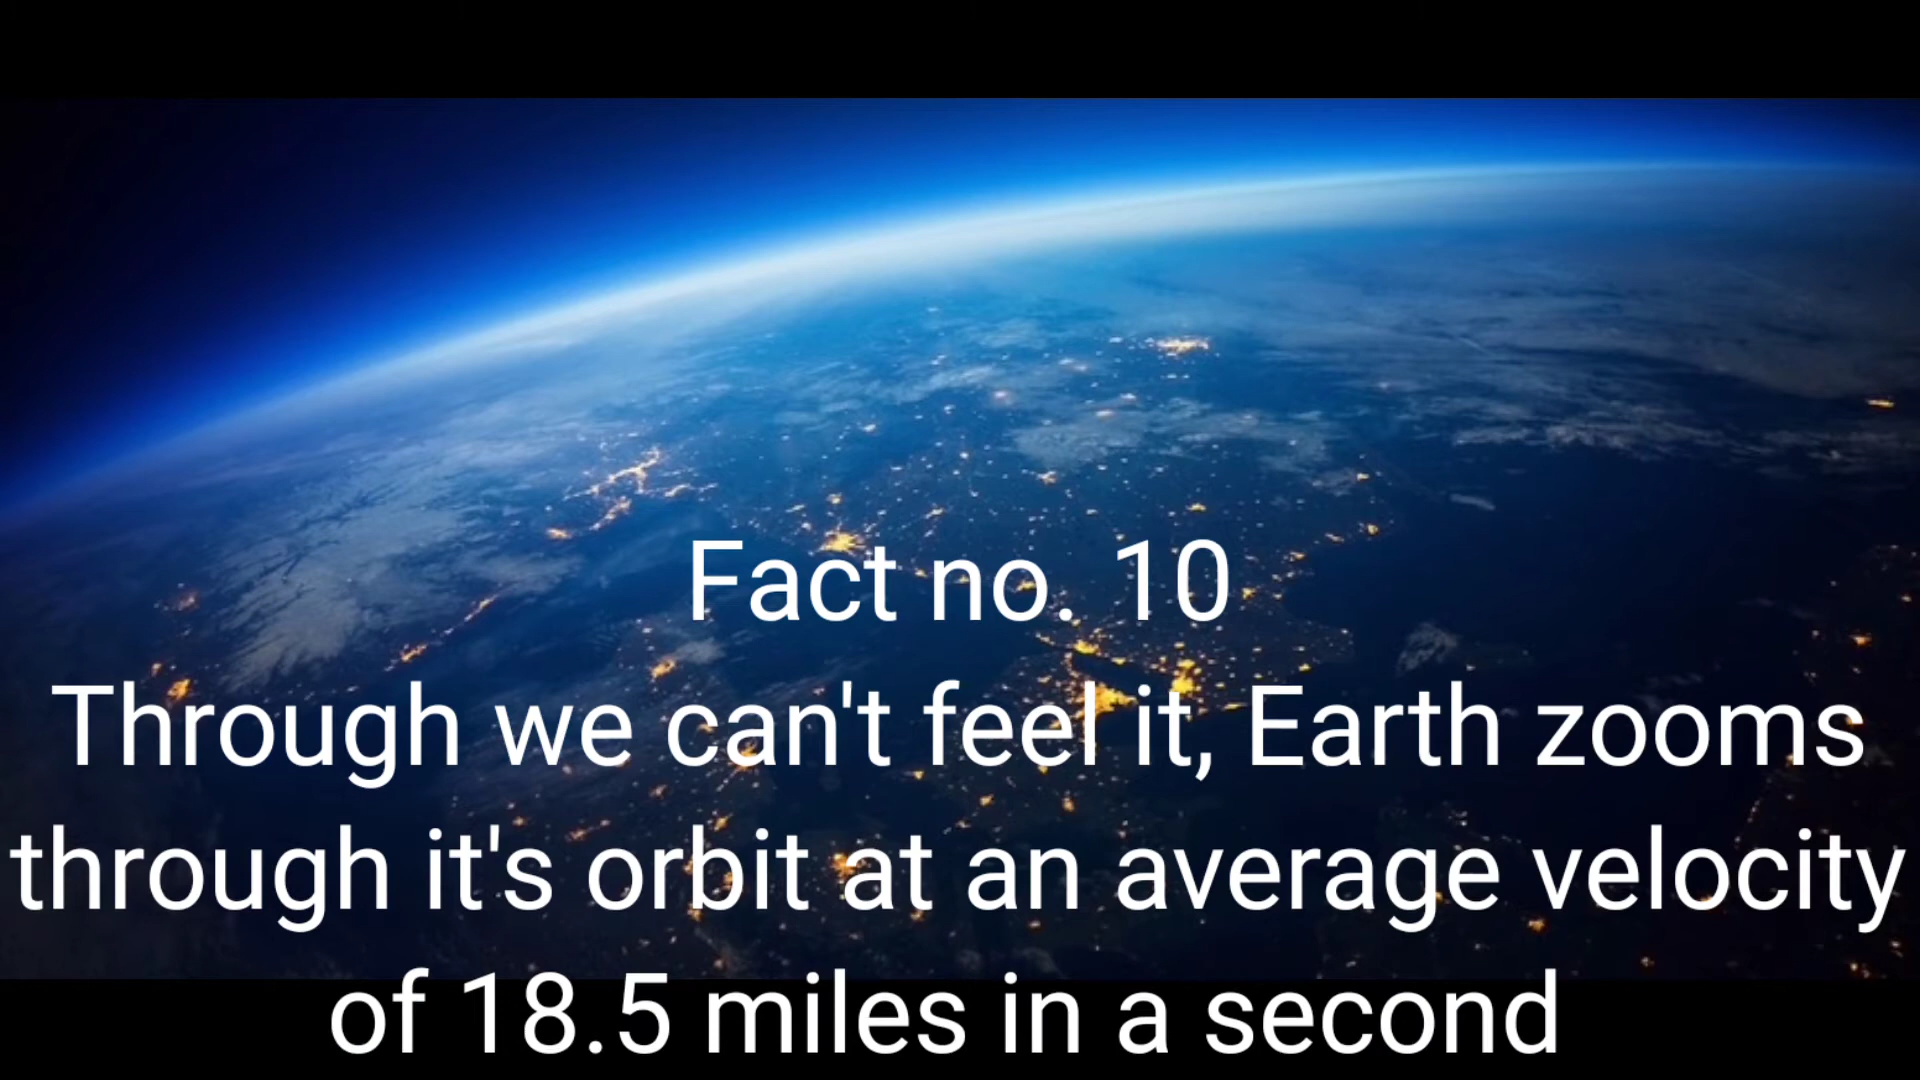 Fact no. 10
Through we can't feel it, Earth zooms
through it's orbit at an average velocity
of 18.5 miles in a second